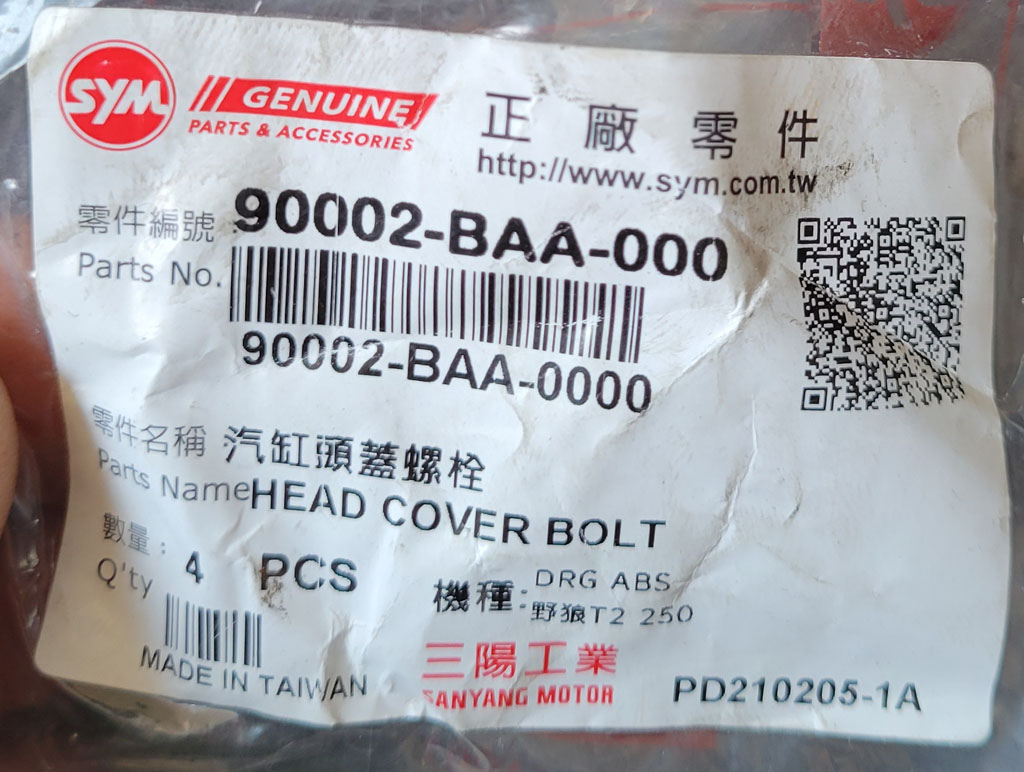 SYM
GENUINE
PARTS & ACCESSORIES
正廠零件
http://www.sym.com.tw
零件編號 90002-BAA-000
Parts No.
90002-BAA-0000
零件名稱 汽缸頭蓋螺栓
Parts Name HEAD COVER BOLT
數量：
Q'ty 4 PCS
機種: DRG ABS
野狼T2 250
MADE IN TAIWAN
三陽工業
SANYANG MOTOR
PD210205-1A